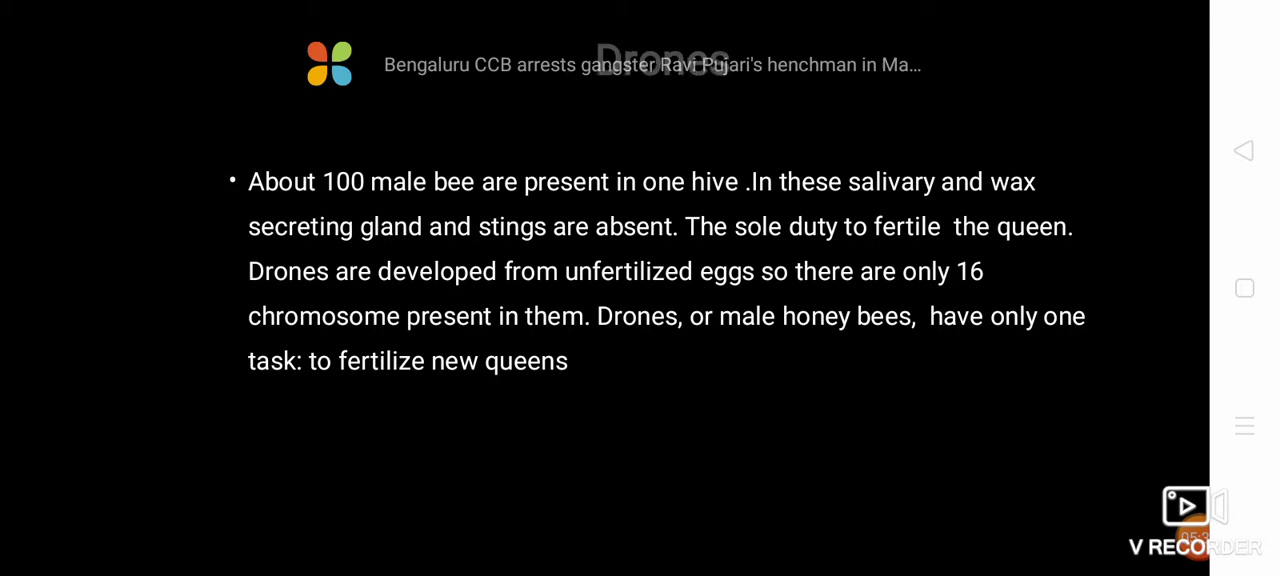 Drones
Bengaluru CCB arrests gangster Ravi Pujari's henchman in Ma...
• About 100 male bee are present in one hive .In these salivary and wax
secreting gland and stings are absent. The sole duty to fertile the queen.
Drones are developed from unfertilized eggs so there are only 16
chromosome present in them. Drones, or male honey bees, have only one
task: to fertilize new queens
V RECORDER